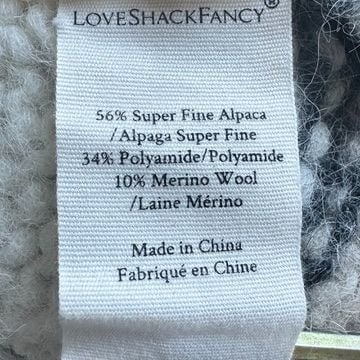 LOVESHACKFANCY®
56% Super Fine Alpaca
/Alpaga Super Fine
34% Polyamide/Polyamide
10% Merino Wool
/Laine Mérino
Made in China
Fabriqué en Chine